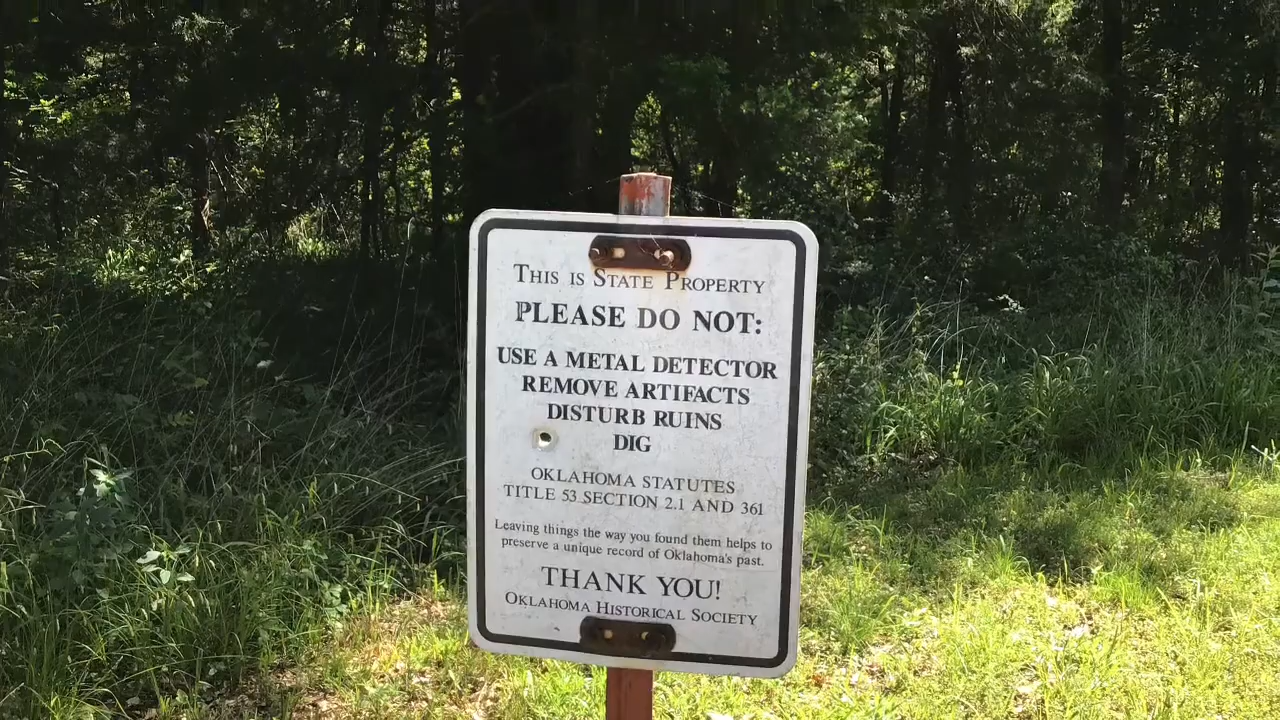 THIS IS STATE PROPERTY
PLEASE DO NOT:
USE A METAL DETECTOR
REMOVE ARTIFACTS
DISTURB RUINS
DIG
OKLAHOMA STATUTES
TITLE 53 SECTION 2.1 AND 361
Leaving things the way you found them helps to
preserve a unique record of Oklahoma's past.
THANK YOU!
OKLAHOMA HISTORICAL SOCIETY